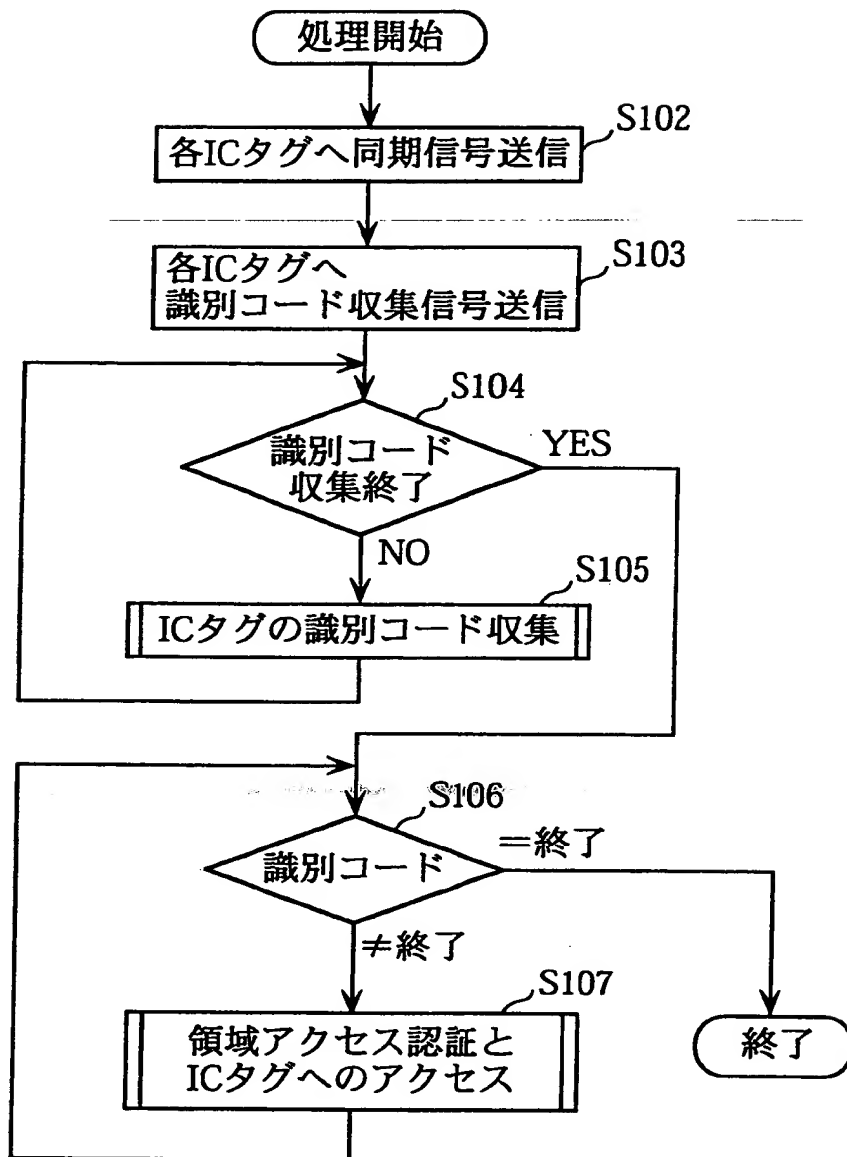 処理開始
S102
各ICタグへ同期信号送信
S103
各ICタグへ
識別コード収集信号送信
S104
識別コード
収集終了
YES
NO
S105
ICタグの識別コード収集
S106
識別コード
＝終了
≠終了
S107
領域アクセス認証と
ICタグへのアクセス
終了